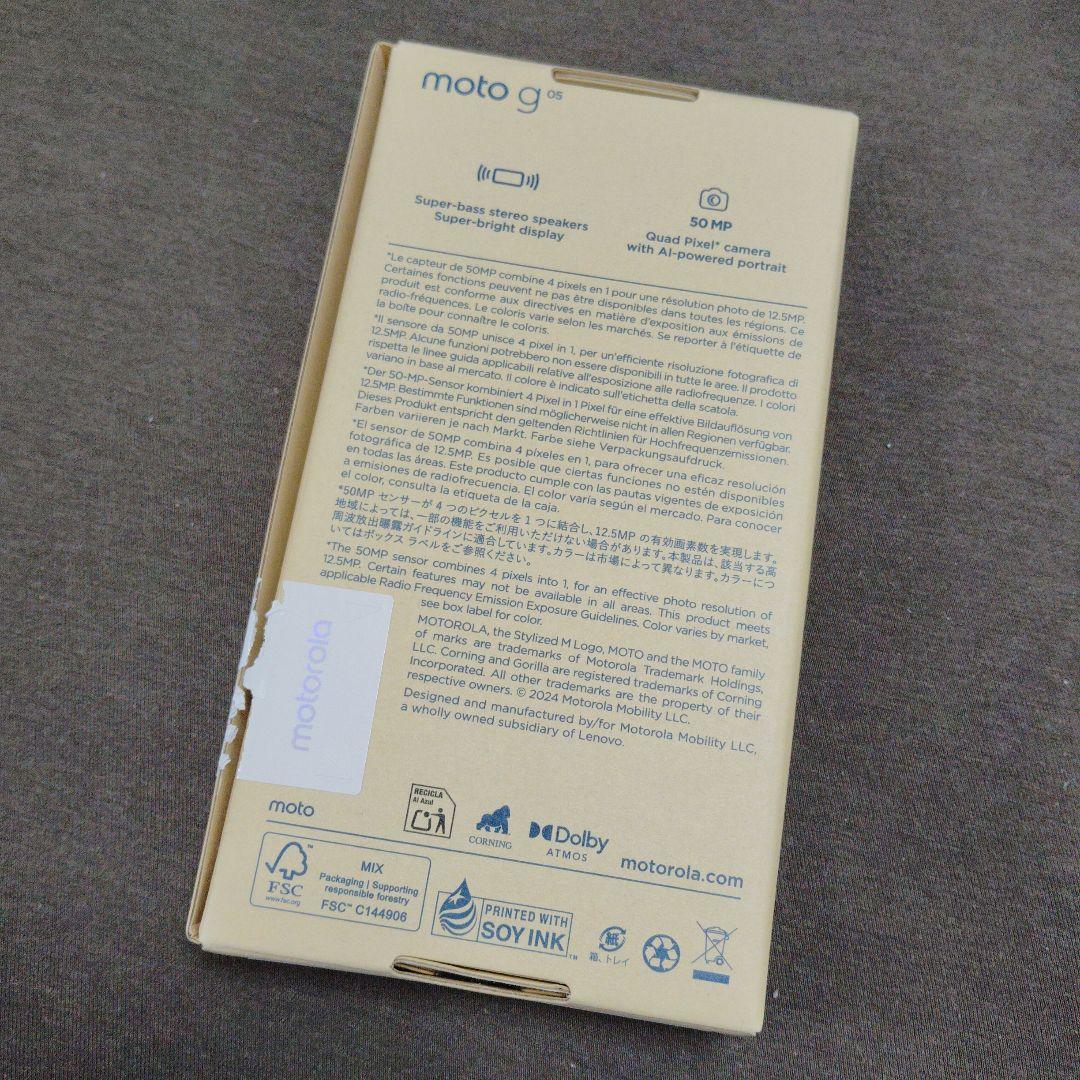 moto g 05
Super-bass stereo speakers
Super-bright display
50 MP
Quad Pixel* camera
with AI-powered portrait
*Le capteur de 50MP combine 4 pixels en 1 pour une résolution photo de 12.5MP.
Certaines fonctions peuvent ne pas être disponibles dans toutes les régions. Ce
produit est conforme aux directives en matière d'exposition aux émissions de
radio-fréquences. Le coloris varie selon les marchés. Se reporter à l'étiquette de
la boîte pour connaître le coloris.
*Il sensore da 50MP unisce 4 pixel in 1, per un'efficiente risoluzione fotografica di
12.5MP. Alcune funzioni potrebbero non essere disponibili in tutte le aree. Il prodotto
rispetta le linee guida applicabili relative all'esposizione alle radiofrequenze. I colori
variano in base al mercato. Il colore è indicato sull'etichetta della scatola.
*Der 50-MP-Sensor kombiniert 4 Pixel in 1 Pixel für eine effektive Bildauflösung von
12.5MP Bestimmte Funktionen sind möglicherweise nicht in allen Regionen verfügbar.
Dieses Produkt entspricht den geltenden Richtlinien für Hochfrequenzemissionen.
Farben variieren je nach Markt. Farbe siehe Verpackungsaufdruck.
*El sensor de 50MP combina 4 píxeles en 1, para ofrecer una eficaz resolución
fotográfica de 12.5MP. Es posible que ciertas funciones no estén disponibles
en todas las áreas. Este producto cumple con las pautas vigentes de exposición
a emisiones de radiofrecuencia. El color varía según el mercado. Para conocer
el color, consulta la etiqueta de la caja.
*50MP センサーが 4 つのピクセルを 1 つに結合し、12.5MP の有効画素数を実現します。
地域によっては、一部の機能をご利用いただけない場合があります。本製品は、該当する高
周波放出曝露ガイドラインに適合しています。カラーは市場によって異なります。カラーにつ
いてはボックス ラベルをご参照ください。
*The 50MP sensor combines 4 pixels into 1, for an effective photo resolution of
12.5MP. Certain features may not be available in all areas. This product meets
applicable Radio Frequency Emission Exposure Guidelines. Color varies by market,
see box label for color.
MOTOROLA, the Stylized M Logo, MOTO and the MOTO family
of marks are trademarks of Motorola Trademark Holdings,
LLC. Corning and Gorilla are registered trademarks of Corning
Incorporated. All other trademarks are the property of their
respective owners. © 2024 Motorola Mobility LLC.
Designed and manufactured by/for Motorola Mobility LLC,
a wholly owned subsidiary of Lenovo.
motorola
moto
RECICLA
Al Azul
CORNING
Dolby
ATMOS
motorola.com
FSC™
www.fsc.org
MIX
Packaging | Supporting
responsible forestry
FSC™ C144906
PRINTED WITH
SOY INK™
紙
箱、トレイ